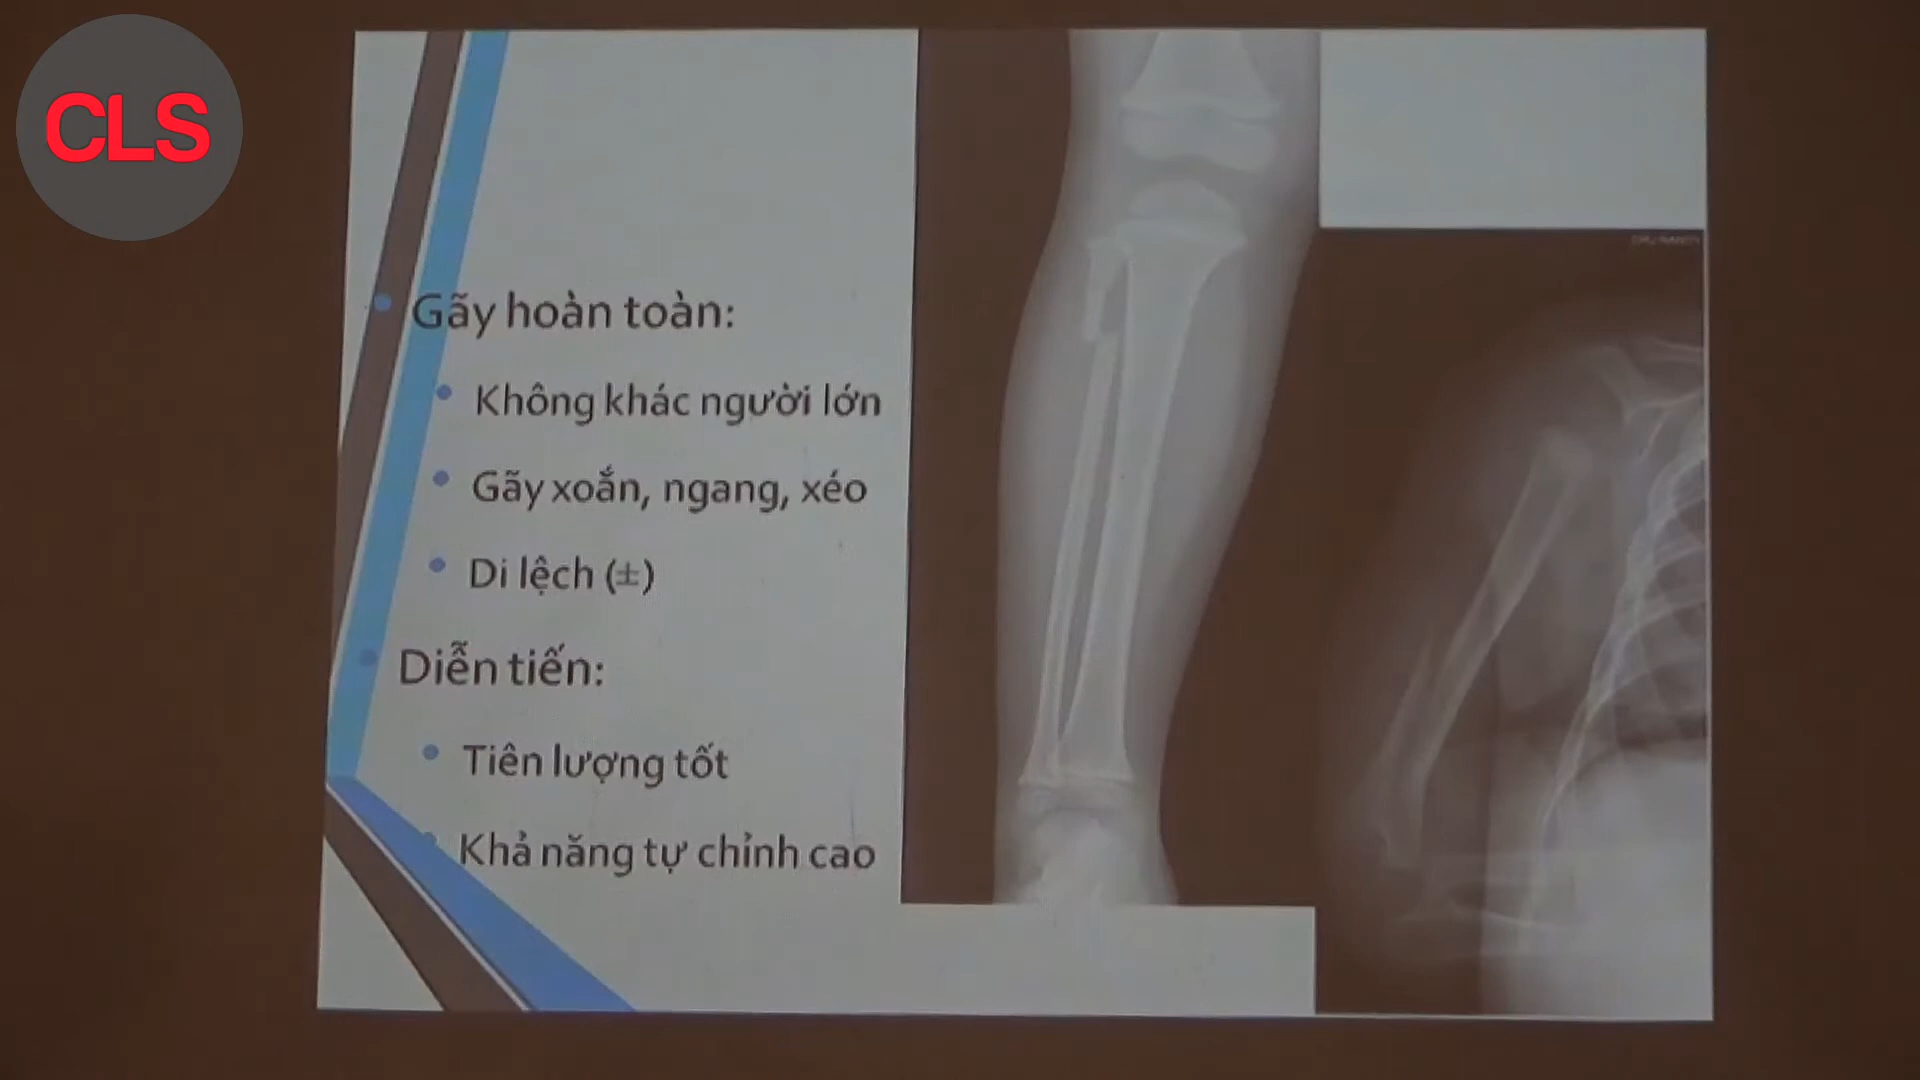 CLS
Gãy hoàn toàn:
Không khác người lớn
Gãy xoắn, ngang, xéo
Di lệch (±)
Diễn tiến:
Tiên lượng tốt
Khả năng tự chỉnh cao